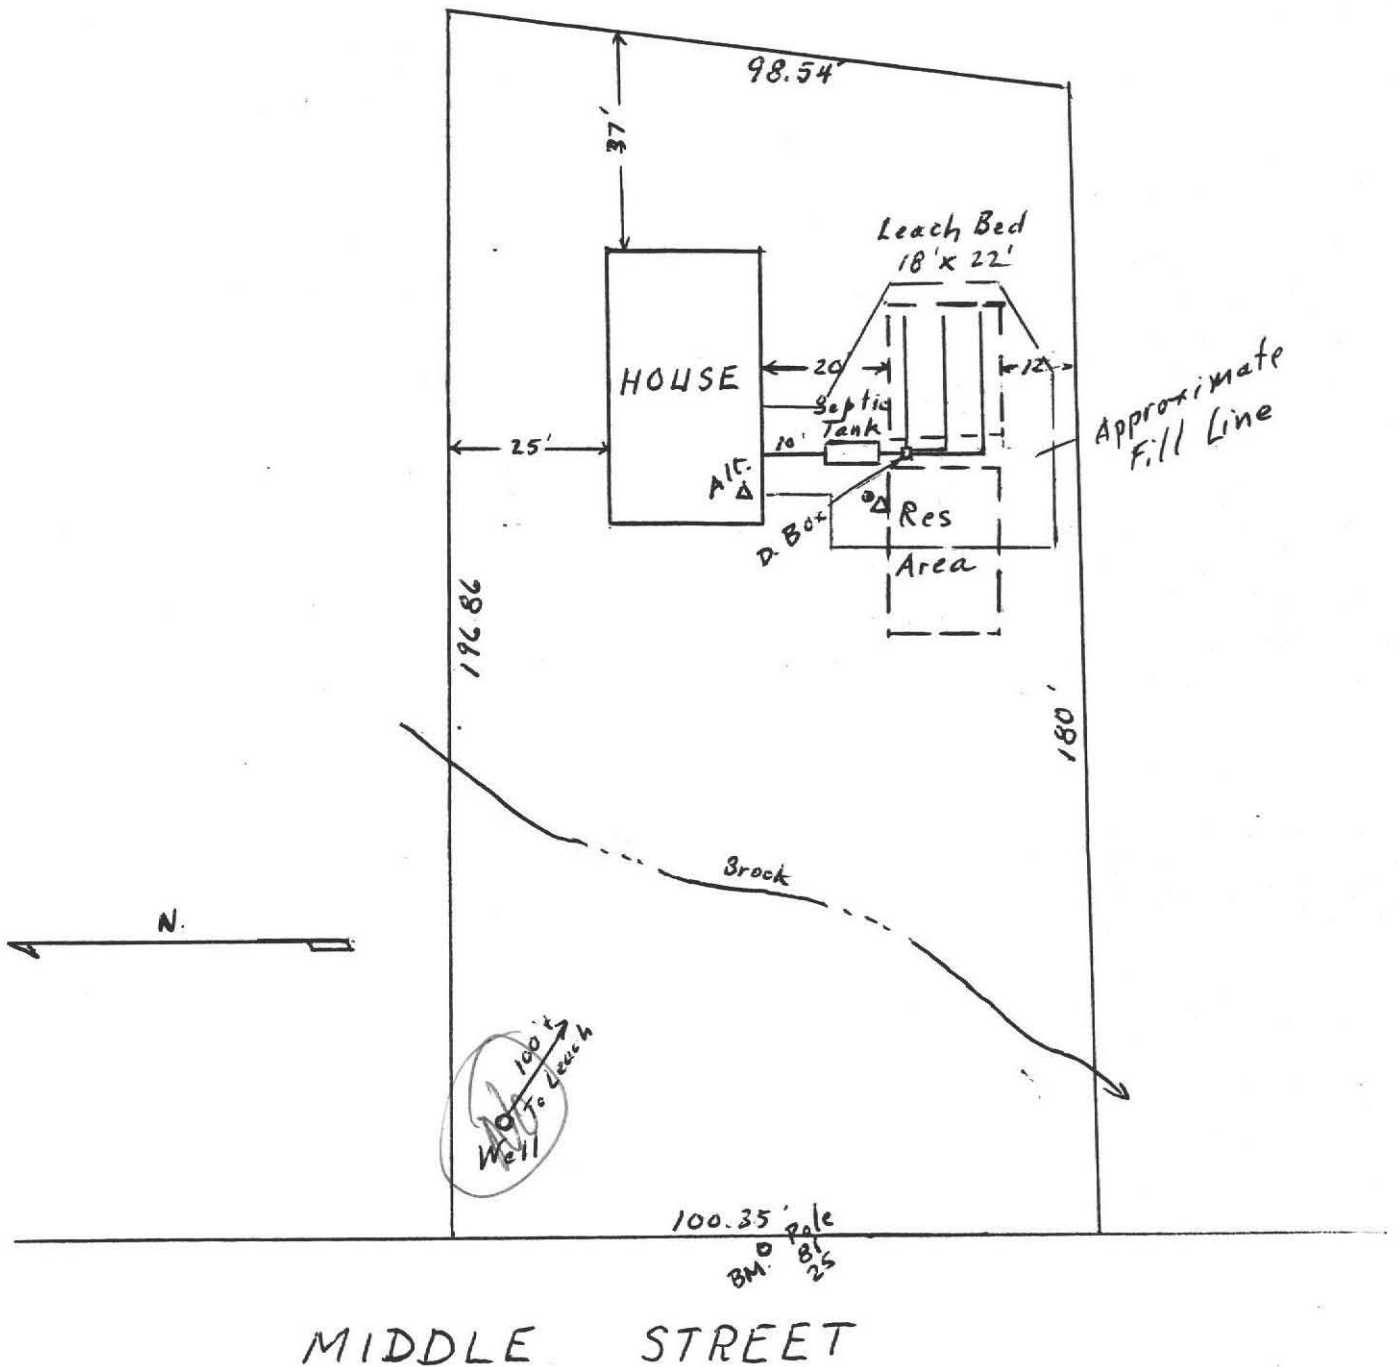 98.54'
37'
Leach Bed
18' x 22'
HOUSE
20'
12'
Septic
Tank
Approximate
Fill Line
25'
10'
Alt.
D. Box
Res
Area
196.86
180'
Brook
N.
100'±
To Leach
No
Well
100.35'
Pole
81
25
BM.
MIDDLE STREET